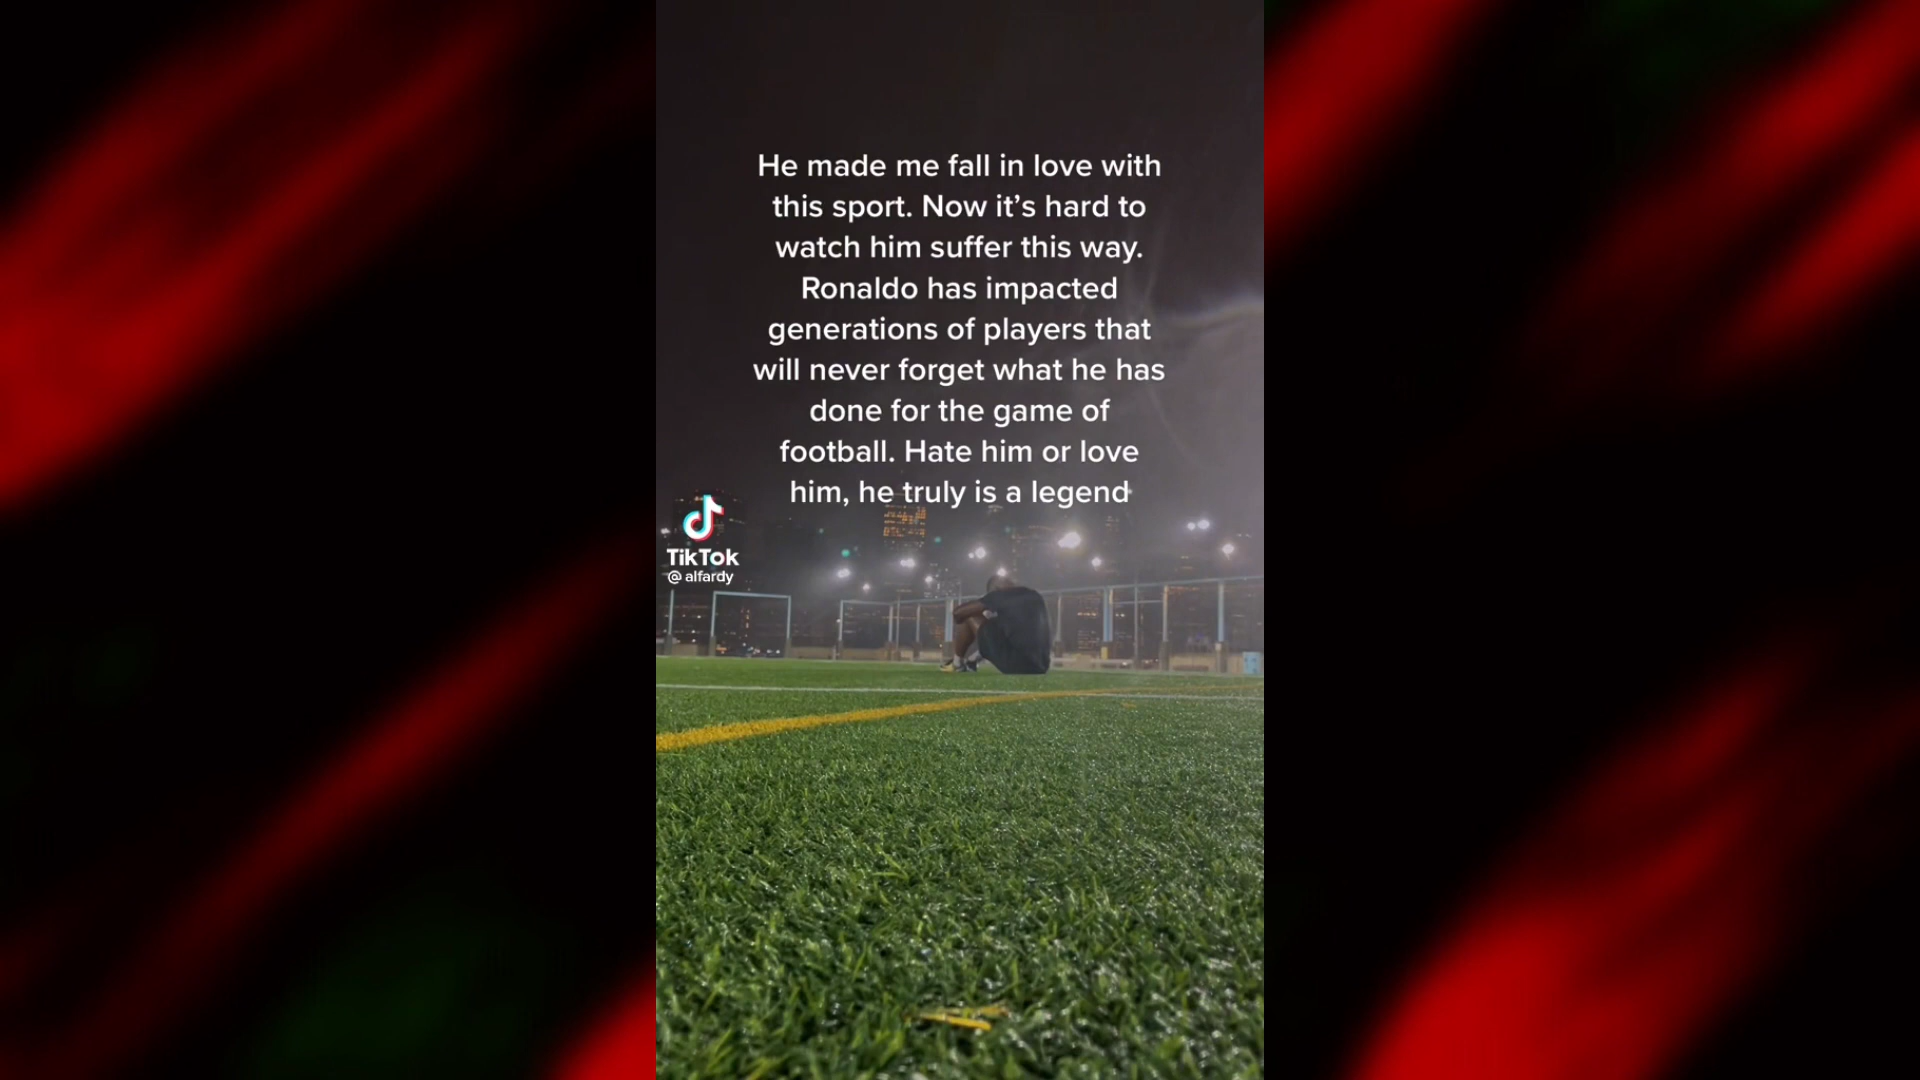 He made me fall in love with
this sport. Now it’s hard to
watch him suffer this way.
Ronaldo has impacted
generations of players that
will never forget what he has
done for the game of
football. Hate him or love
him, he truly is a legend
TikTok
@ alfardy